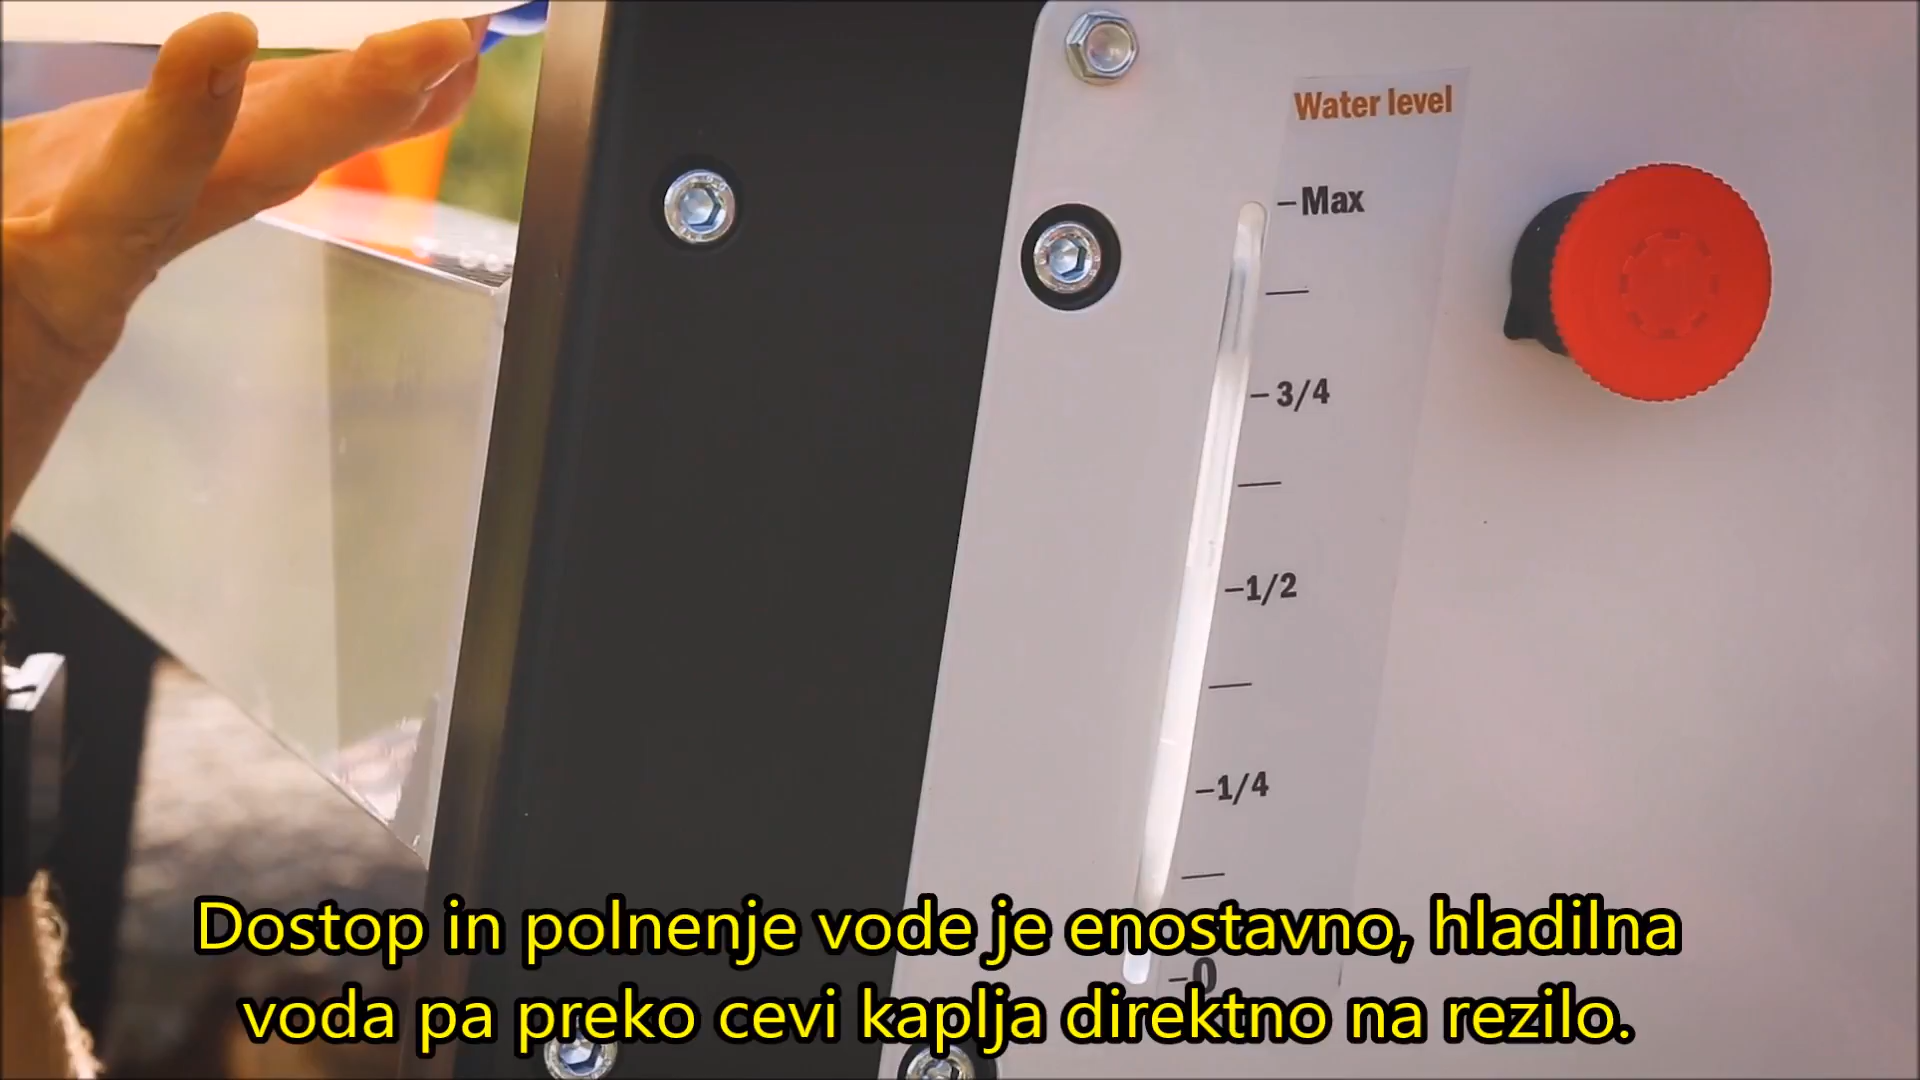 Water level
–Max
–3/4
–1/2
–1/4
–0
Dostop in polnenje vode je enostavno, hladilna
voda pa preko cevi kaplja direktno na rezilo.